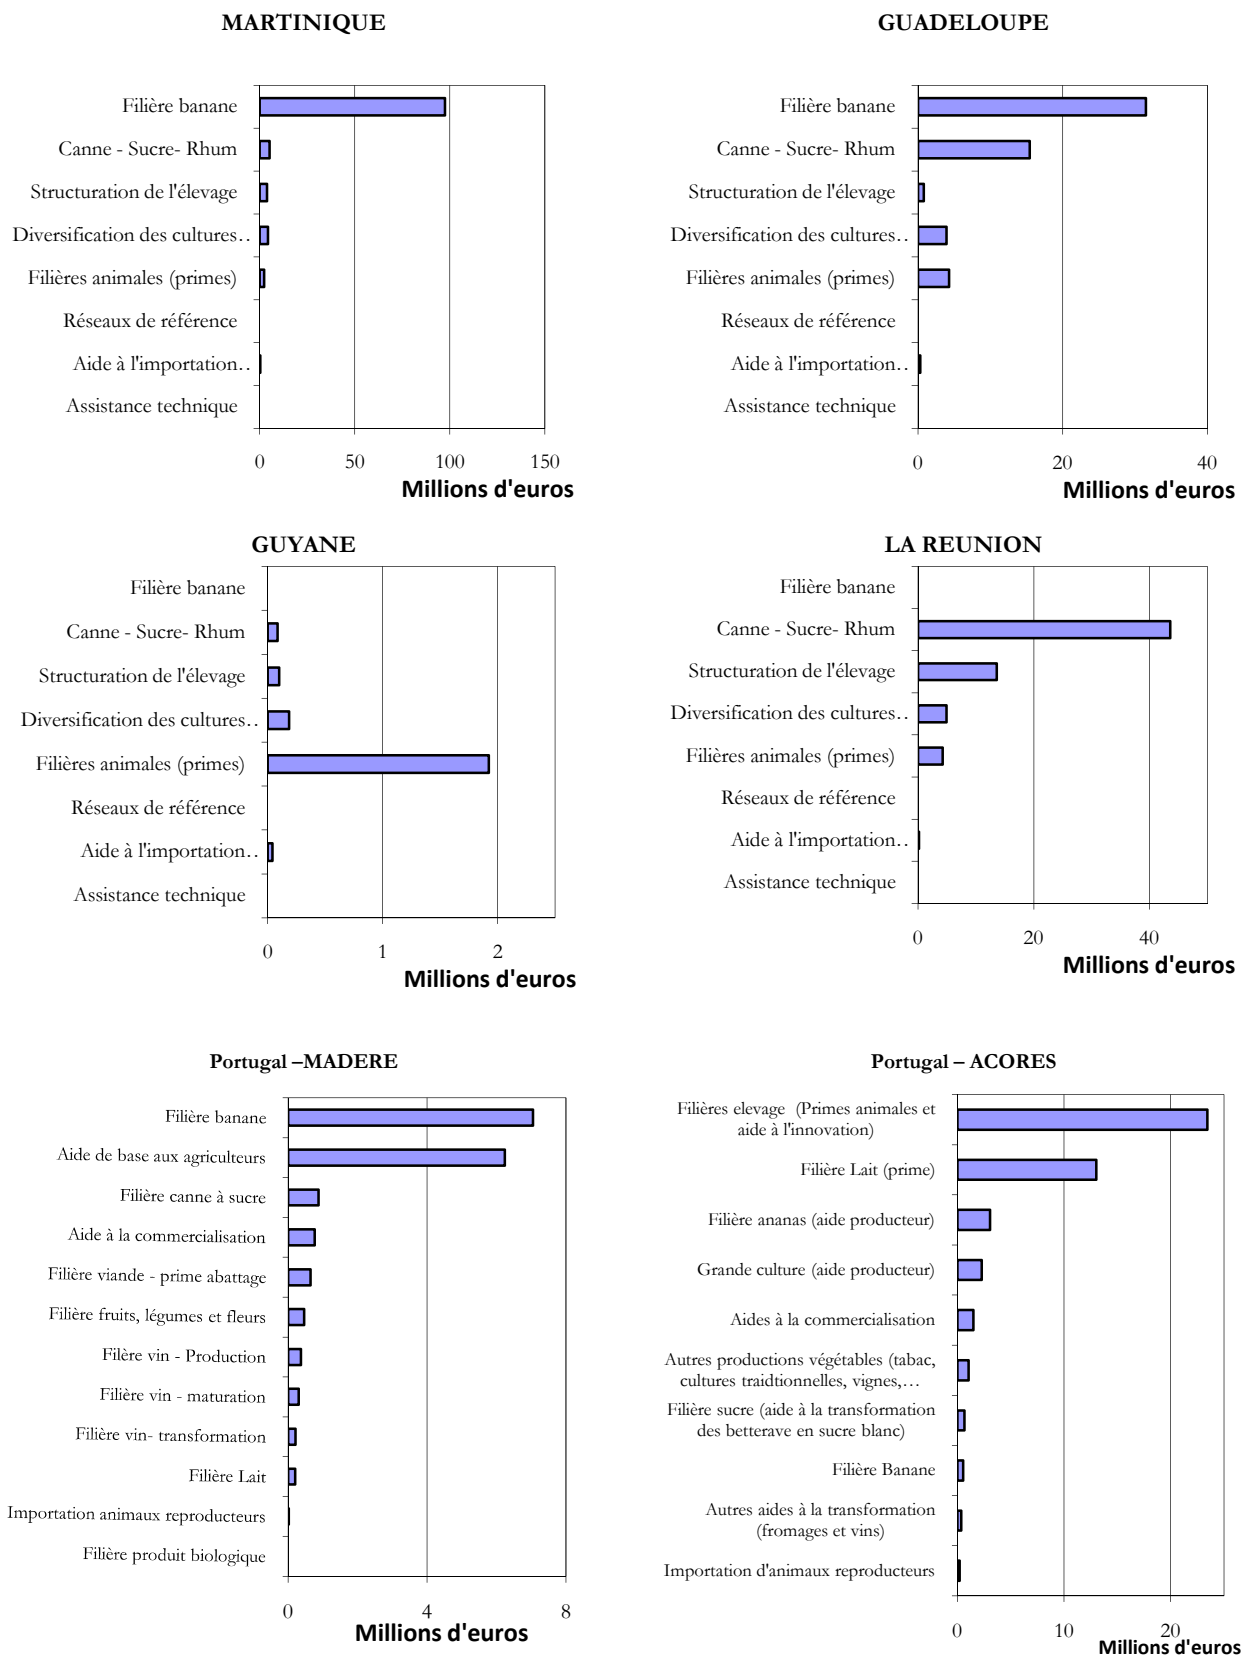 MARTINIQUE
Filière banane
Canne - Sucre- Rhum
Structuration de l'élevage
Diversification des cultures..
Filières animales (primes)
Réseaux de référence
Aide à l'importation..
Assistance technique
0 50 100 150
Millions d'euros
GUADELOUPE
Filière banane
Canne - Sucre- Rhum
Structuration de l'élevage
Diversification des cultures..
Filières animales (primes)
Réseaux de référence
Aide à l'importation..
Assistance technique
0 20 40
Millions d'euros
GUYANE
Filière banane
Canne - Sucre- Rhum
Structuration de l'élevage
Diversification des cultures..
Filières animales (primes)
Réseaux de référence
Aide à l'importation..
Assistance technique
0 1 2
Millions d'euros
LA REUNION
Filière banane
Canne - Sucre- Rhum
Structuration de l'élevage
Diversification des cultures..
Filières animales (primes)
Réseaux de référence
Aide à l'importation..
Assistance technique
0 20 40
Millions d'euros
Portugal –MADERE
Filière banane
Aide de base aux agriculteurs
Filière canne à sucre
Aide à la commercialisation
Filière viande - prime abattage
Filière fruits, légumes et fleurs
Filère vin - Production
Filière vin - maturation
Filière vin- transformation
Filière Lait
Importation animaux reproducteurs
Filière produit biologique
0 4 8
Millions d'euros
Portugal – ACORES
Filières elevage (Primes animales et
aide à l'innovation)
Filière Lait (prime)
Filière ananas (aide producteur)
Grande culture (aide producteur)
Aides à la commercialisation
Autres productions végétables (tabac,
cultures traidtionnelles, vignes,…
Filière sucre (aide à la transformation
des betterave en sucre blanc)
Filière Banane
Autres aides à la transformation
(fromages et vins)
Importation d'animaux reproducteurs
0 10 20
Millions d'euros